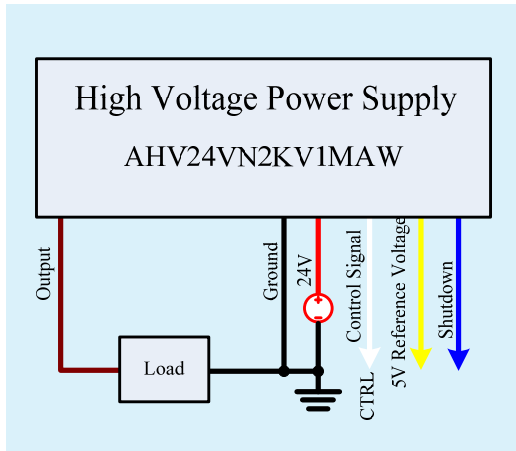 High Voltage Power Supply
AHV24VN2KV1MAW
Output
Ground
24V
Control Signal
5V Reference Voltage
Shutdown
Load
CTRL